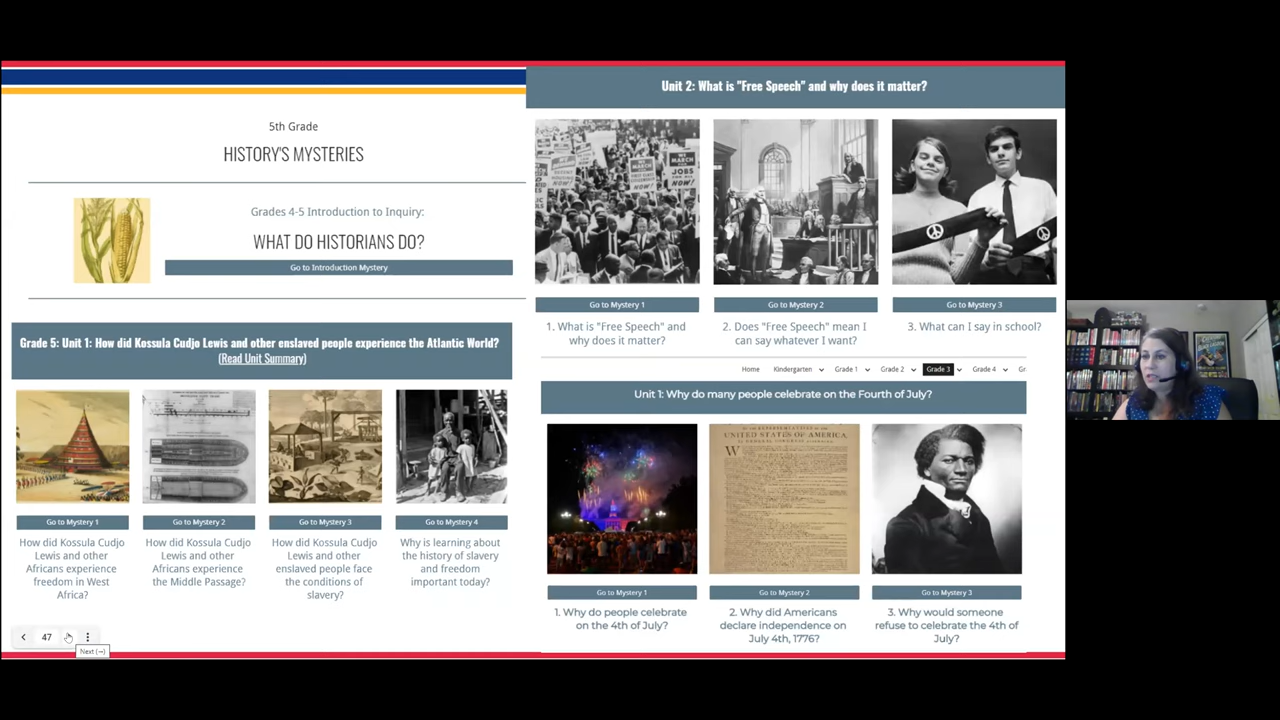 5th Grade
HISTORY'S MYSTERIES
Grades 4-5 Introduction to Inquiry:
WHAT DO HISTORIANS DO?
Go to Introduction Mystery
Grade 5: Unit 1: How did Kossula Cudjo Lewis and other enslaved people experience the Atlantic World?
(Read Unit Summary)
Go to Mystery 1
Go to Mystery 2
Go to Mystery 3
Go to Mystery 4
How did Kossula Cudjo
Lewis and other
Africans experience
freedom in West
Africa?
How did Kossula Cudjo
Lewis and other
Africans experience
the Middle Passage?
How did Kossula Cudjo
Lewis and other
enslaved people face
the conditions of
slavery?
Why is learning about
the history of slavery
and freedom
important today?
47
Next (→)
Unit 2: What is "Free Speech" and why does it matter?
WE MARCH FOR JOBS
NOW!
Go to Mystery 1
Go to Mystery 2
Go to Mystery 3
1. What is "Free Speech" and
why does it matter?
2. Does "Free Speech" mean I
can say whatever I want?
3. What can I say in school?
Home Kindergarten Grade 1 Grade 2 Grade 3 Grade 4 Gr
Unit 1: Why do many people celebrate on the Fourth of July?
UNITED STATES OF AMERICA,
Go to Mystery 1
Go to Mystery 2
Go to Mystery 3
1. Why do people celebrate
on the 4th of July?
2. Why did Americans
declare independence on
July 4th, 1776?
3. Why would someone
refuse to celebrate the 4th of
July?